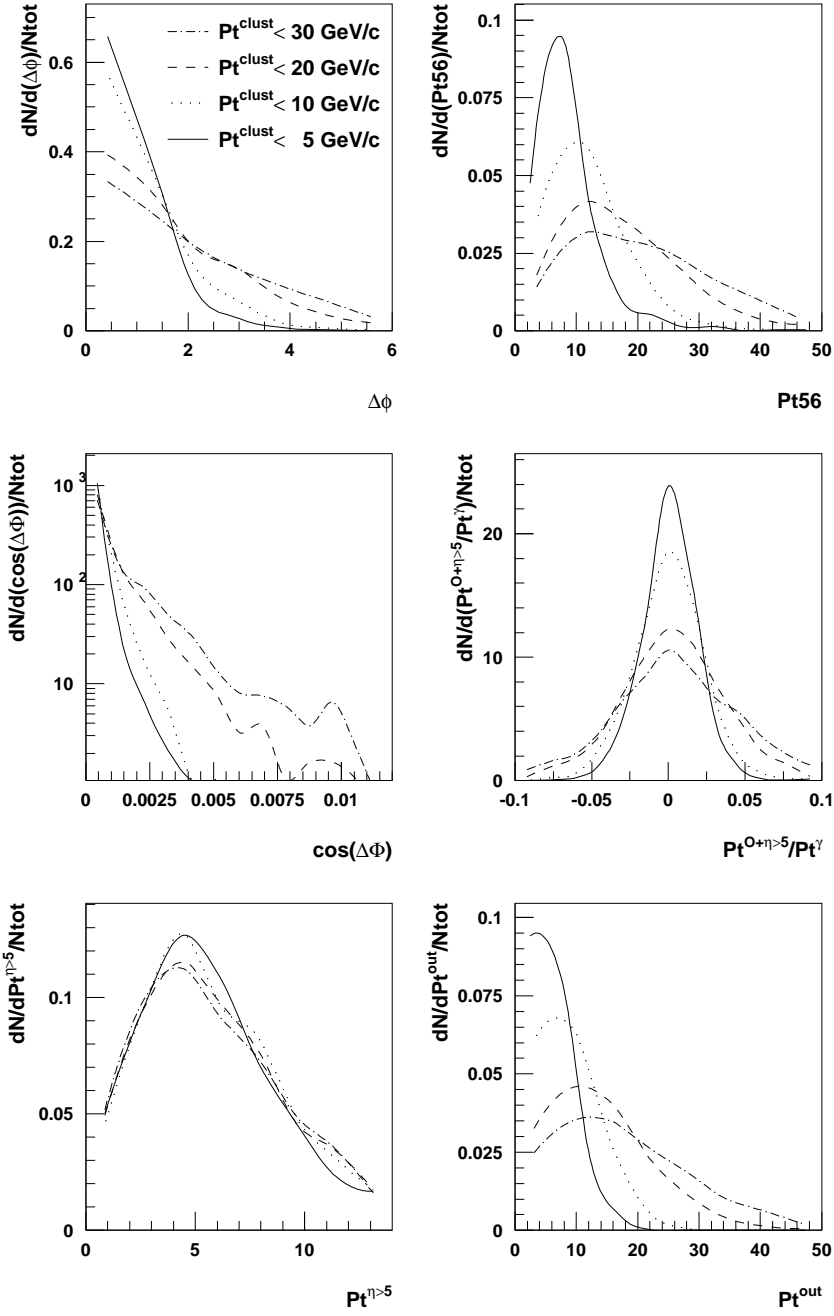 dN/d(Δϕ)/Ntot
Pt^clust < 30 GeV/c
Pt^clust < 20 GeV/c
Pt^clust < 10 GeV/c
Pt^clust < 5 GeV/c
0.6
0.4
0.2
0
0 2 4 6
Δϕ
dN/d(Pt56)/Ntot
0.1
0.075
0.05
0.025
0
0 10 20 30 40 50
Pt56
dN/d(cos(ΔΦ))/Ntot
10^3
10^2
10
0 0.0025 0.005 0.0075 0.01
cos(ΔΦ)
dN/d(Pt^O+η>5/Pt^γ)/Ntot
20
10
0
-0.1 -0.05 0 0.05 0.1
Pt^O+η>5/Pt^γ
dN/dPt^η>5/Ntot
0.1
0.05
0
0 5 10
Pt^η>5
dN/dPt^out/Ntot
0.1
0.075
0.05
0.025
0
0 10 20 30 40 50
Pt^out